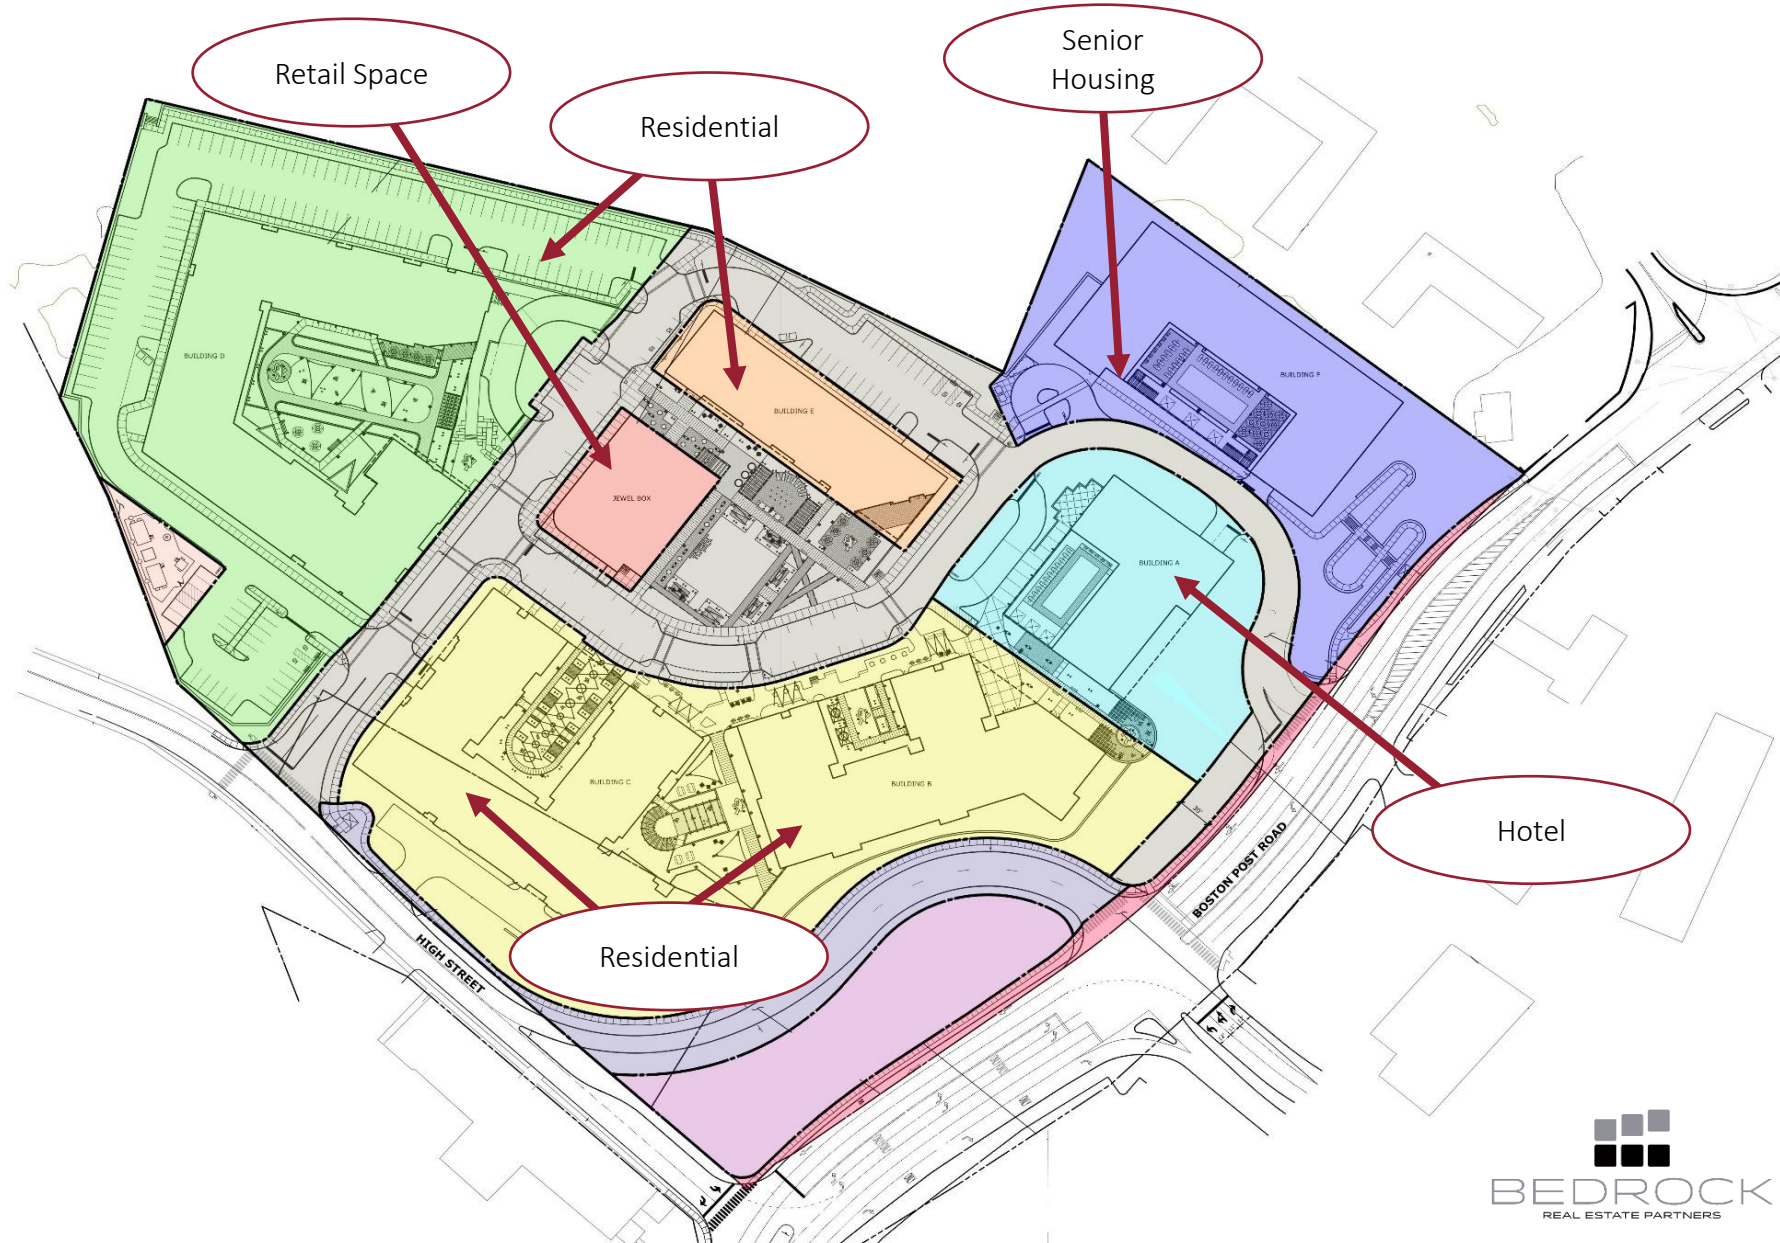 Senior
Housing
Retail Space
Residential
BUILDING D
BUILDING F
BUILDING E
JEWEL BOX
BUILDING A
BUILDING C
BUILDING B
Hotel
BOSTON POST ROAD
HIGH STREET
Residential
BEDROCK
REAL ESTATE PARTNERS